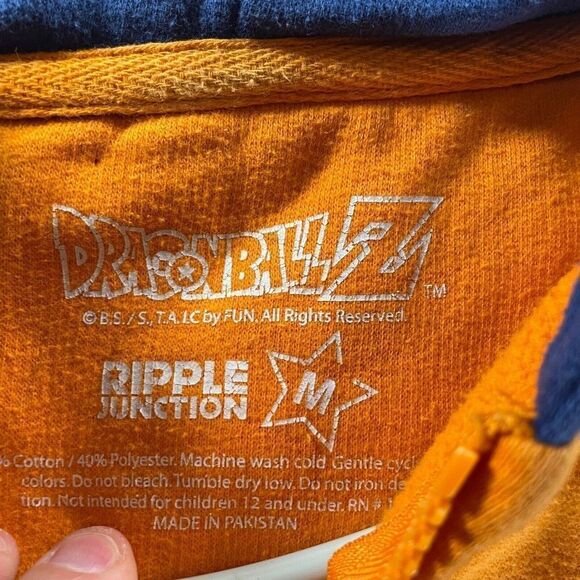 DRAGONBALL Z TM
© B.S./S., T.A. LC by FUN. All Rights Reserved.
RIPPLE
JUNCTION
M
% Cotton / 40% Polyester. Machine wash cold Gentle
colors. Do not bleach. Tumble dry low. Do not iron
tion. Not intended for children 12 and under. RN #
MADE IN PAKISTAN